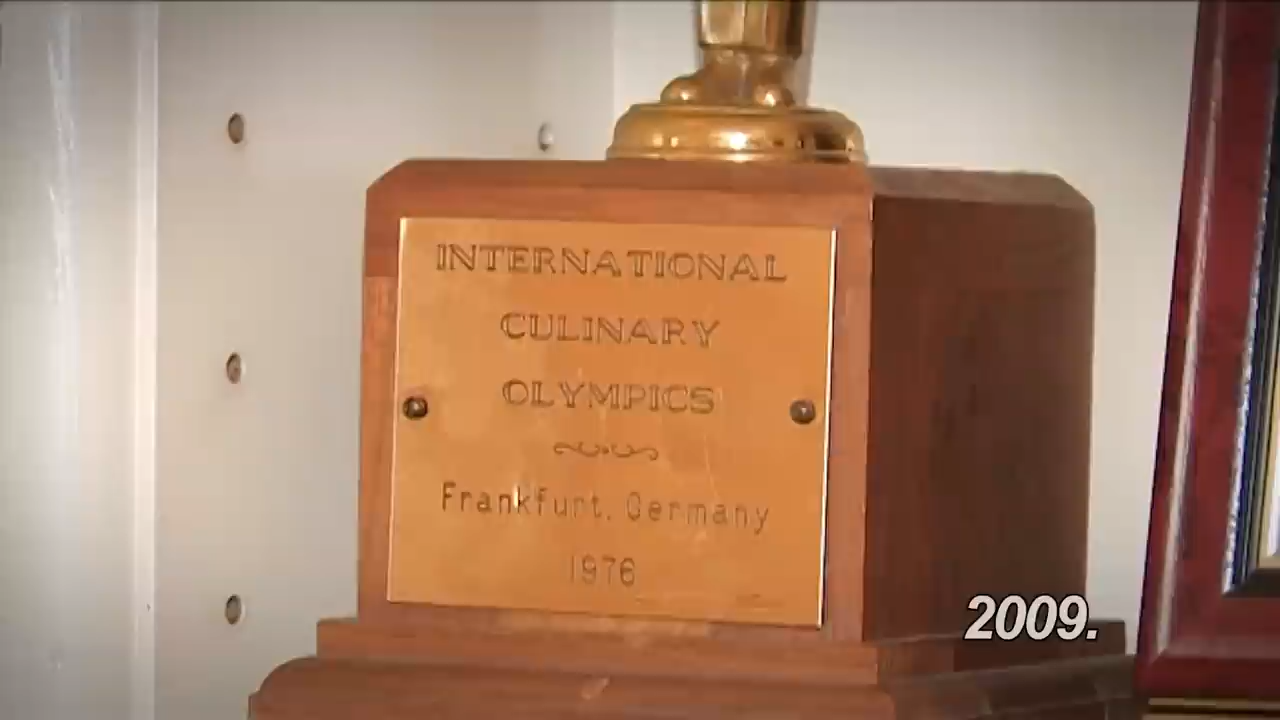 INTERNATIONAL
CULINARY
OLYMPICS
Frankfurt, Germany
1976
2009.